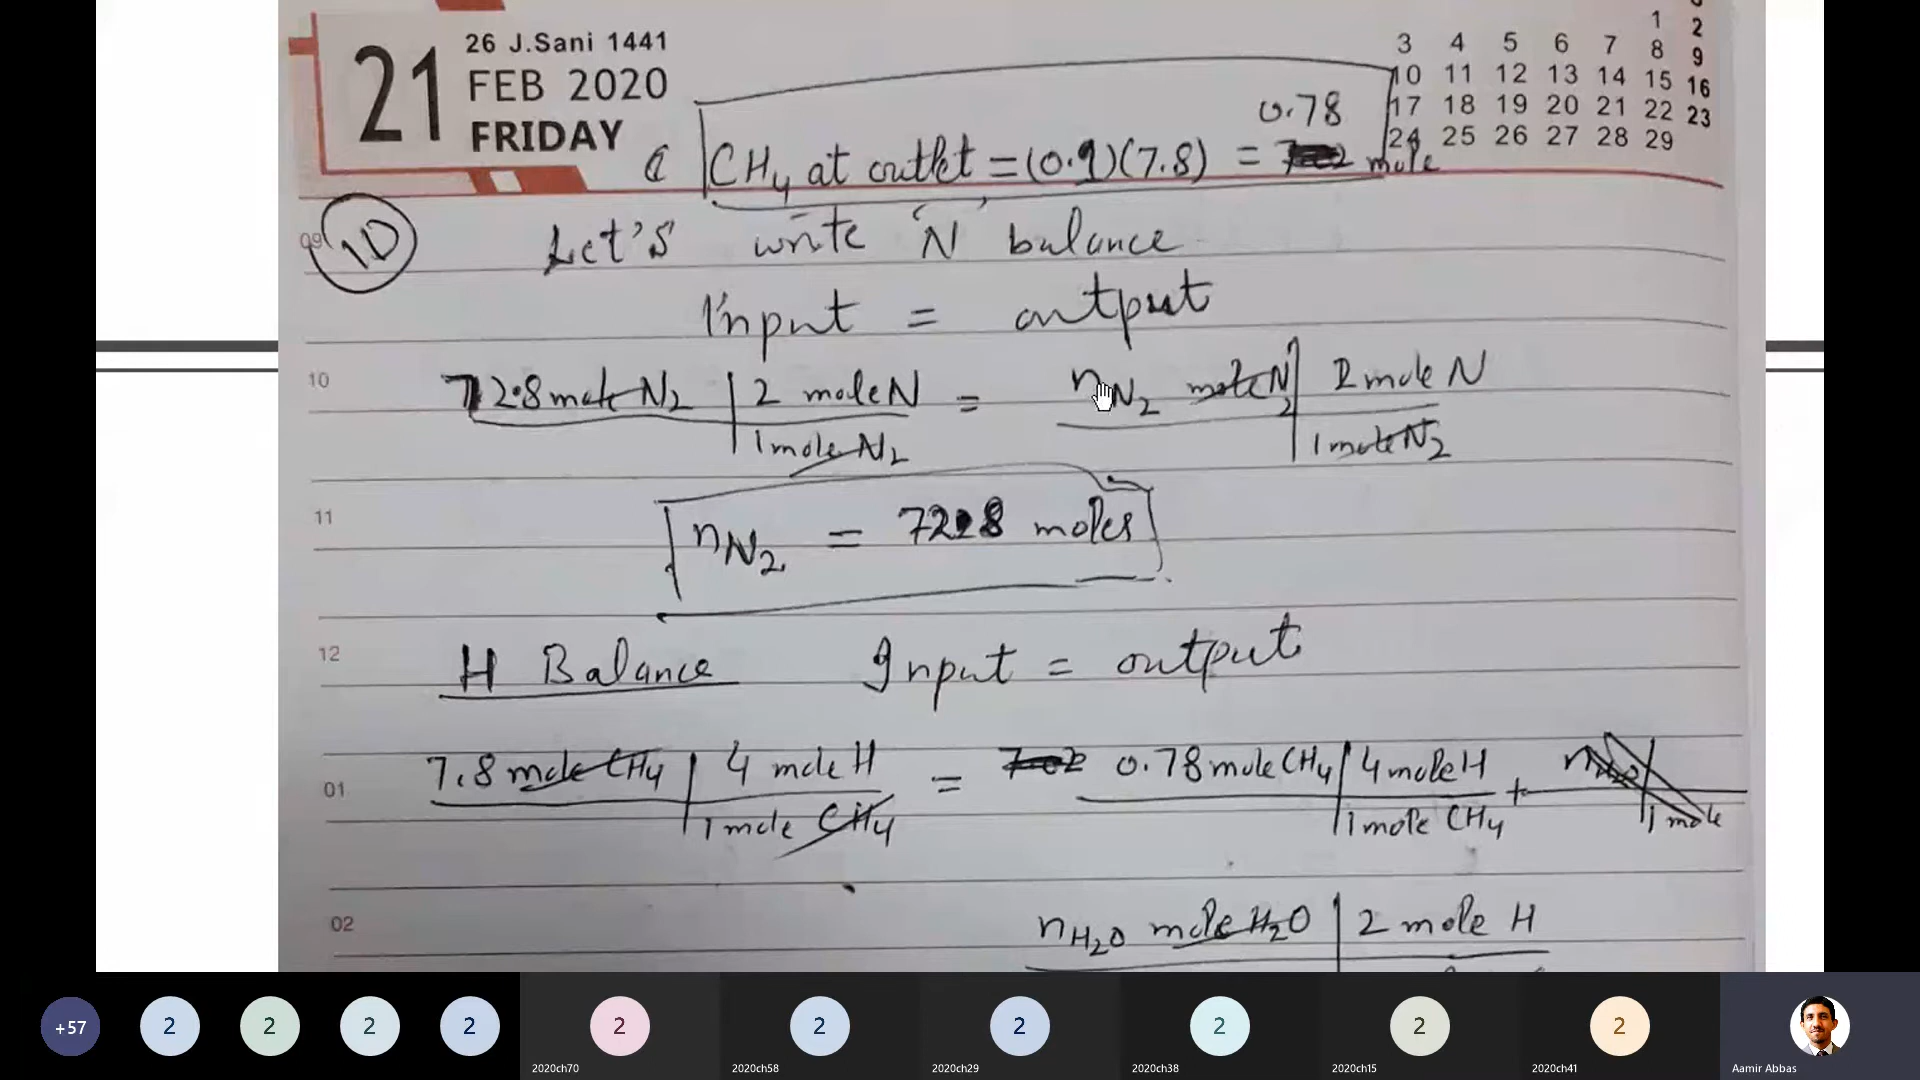 26 J.Sani 1441
21 FEB 2020
FRIDAY
1 2
3 4 5 6 7 8 9
10 11 12 13 14 15 16
17 18 19 20 21 22 23
24 25 26 27 28 29
0.78
CH4 at outlet = (0.1)(7.8) = mole
09
10
Let's write 'N' balance
Input = output
10
72.8 mole N2 | 2 mole N = nN2 mole N2 | 2 mole N
1 mole N2 | 1 mole N2
11
nN2 = 72.8 moles
12
H Balance Input = output
01
7.8 mole CH4 | 4 mole H = 0.78 mole CH4 | 4 mole H +
1 mole CH4 | 1 mole CH4 1 mole
02
nH2O mole H2O | 2 mole H
+57 2 2 2 2 2 2 2 2 2 2
2020ch70 2020ch58 2020ch29 2020ch38 2020ch15 2020ch41 Aamir Abbas